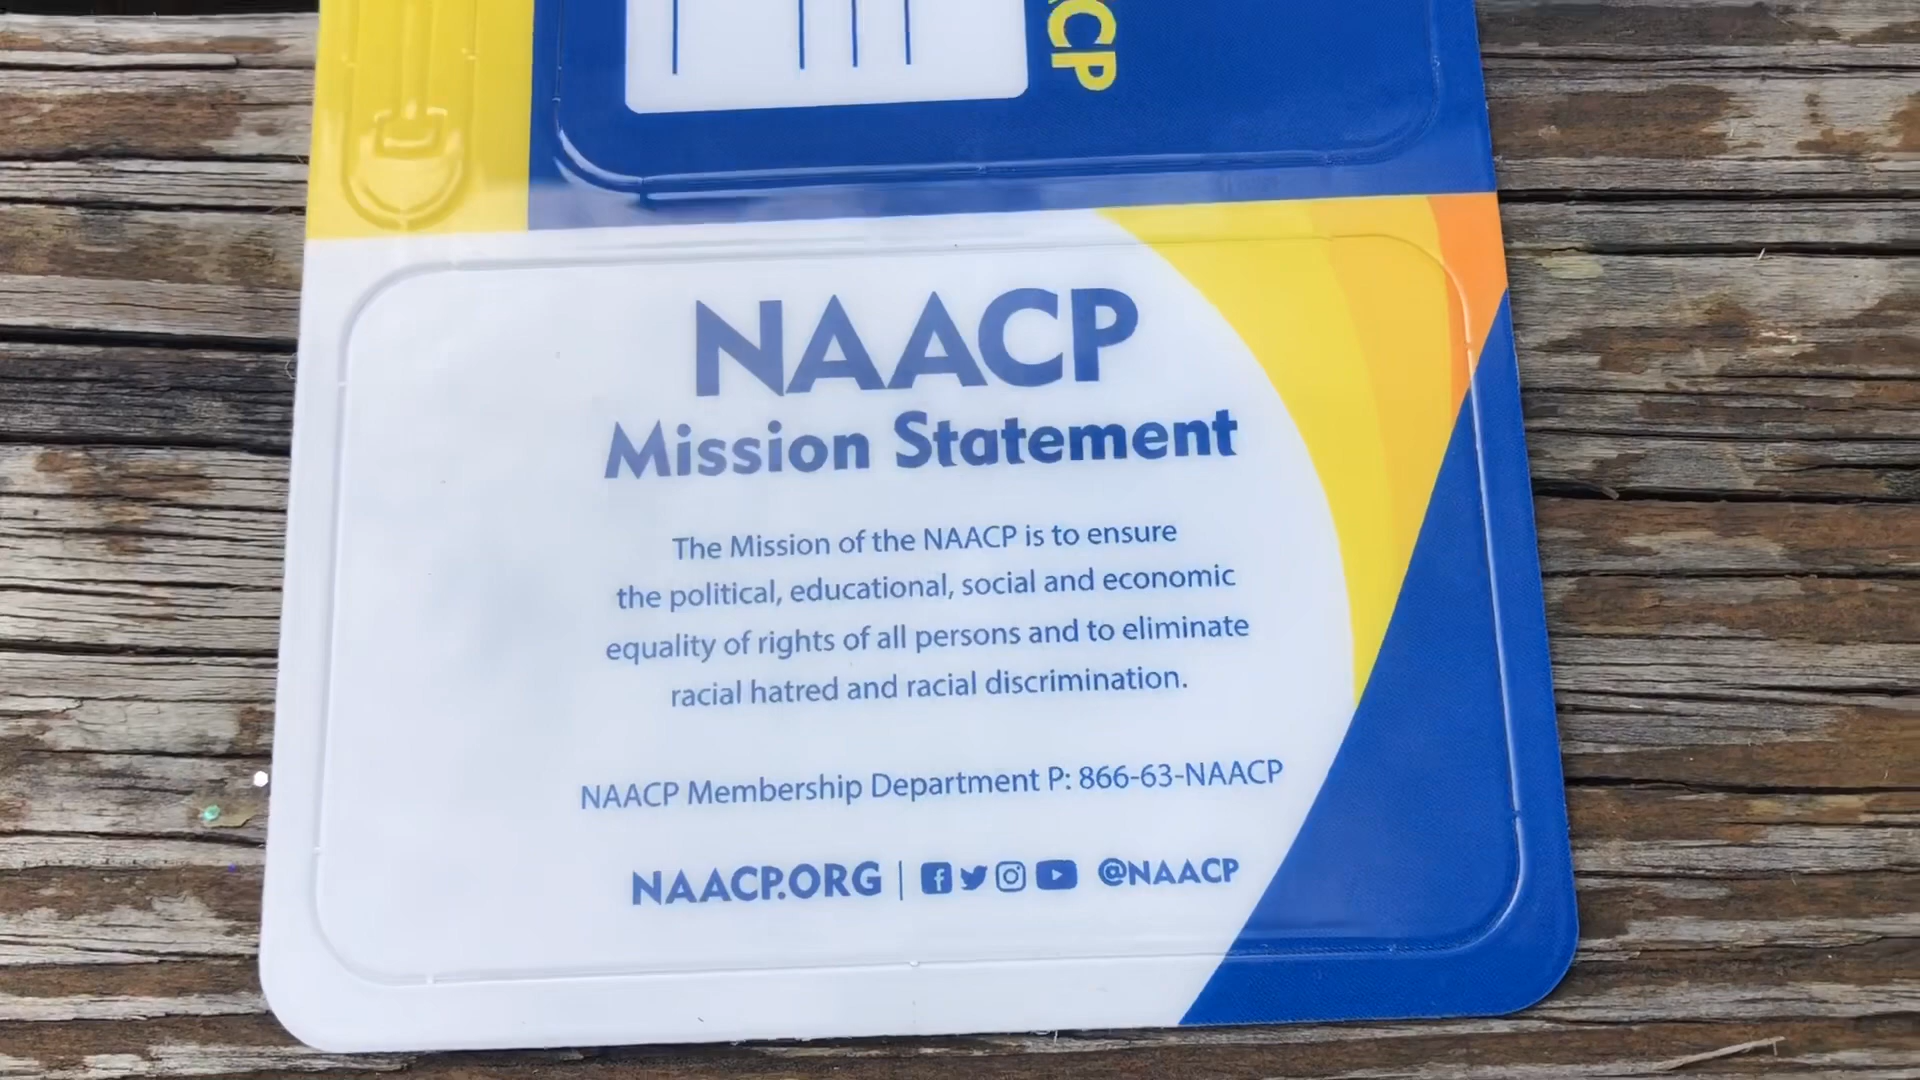 NAACP
Mission Statement
The Mission of the NAACP is to ensure
the political, educational, social and economic
equality of rights of all persons and to eliminate
racial hatred and racial discrimination.
NAACP Membership Department P: 866-63-NAACP
NAACP.ORG | @NAACP